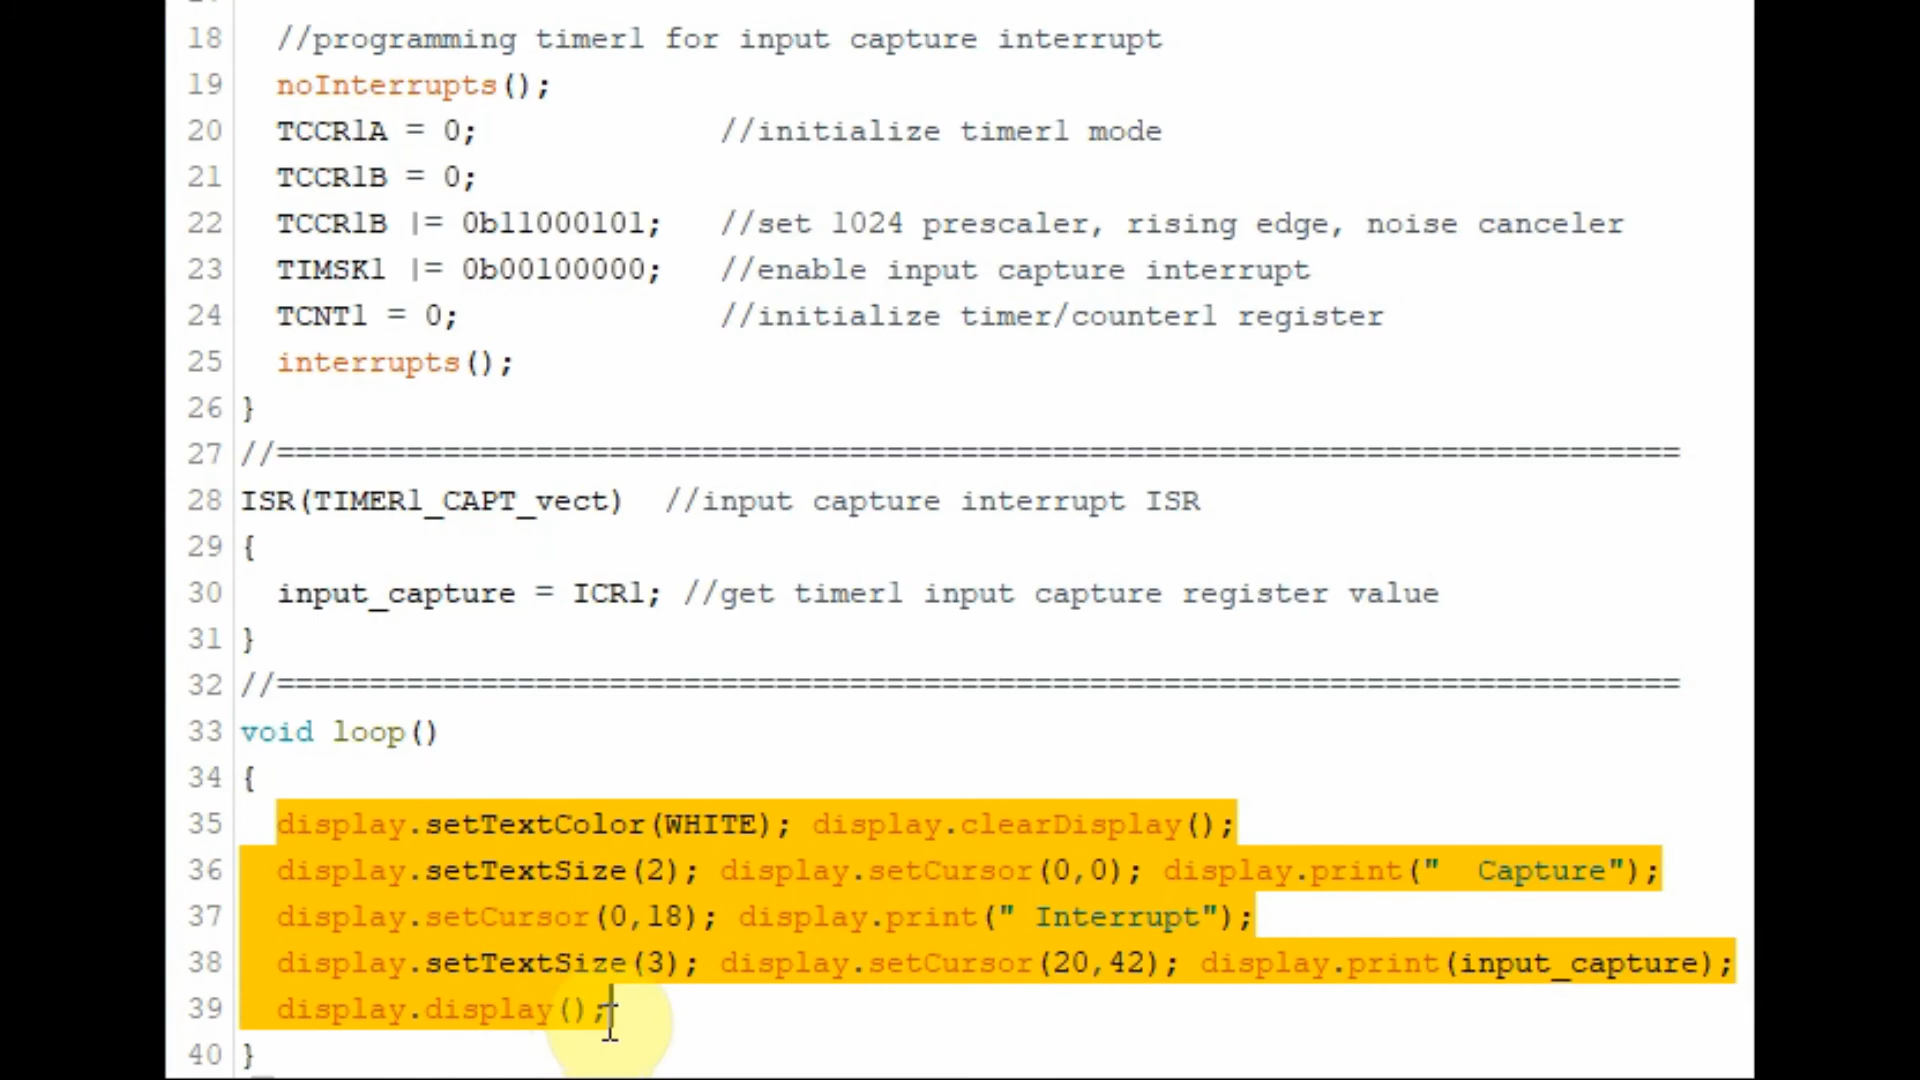 18 //programming timer1 for input capture interrupt
19 noInterrupts();
20 TCCR1A = 0; //initialize timer1 mode
21 TCCR1B = 0;
22 TCCR1B |= 0b11000101; //set 1024 prescaler, rising edge, noise canceler
23 TIMSK1 |= 0b00100000; //enable input capture interrupt
24 TCNT1 = 0; //initialize timer/counter1 register
25 interrupts();
26 }
27 //============================================================================
28 ISR(TIMER1_CAPT_vect) //input capture interrupt ISR
29 {
30 input_capture = ICR1; //get timer1 input capture register value
31 }
32 //============================================================================
33 void loop()
34 {
35 display.setTextColor(WHITE); display.clearDisplay();
36 display.setTextSize(2); display.setCursor(0,0); display.print("  Capture");
37 display.setCursor(0,18); display.print(" Interrupt");
38 display.setTextSize(3); display.setCursor(20,42); display.print(input_capture);
39 display.display();
40 }